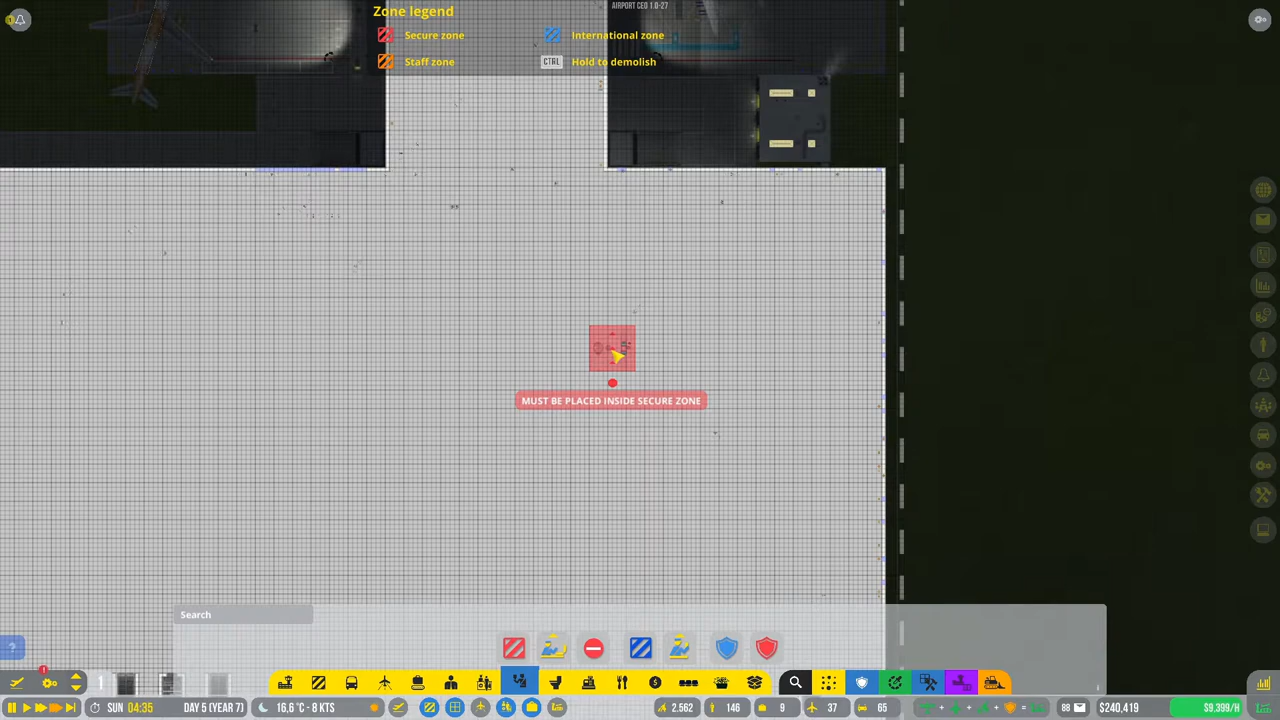 AIRPORT CEO 1.0-27
Zone legend
Secure zone
International zone
Staff zone
CTRL Hold to demolish
MUST BE PLACED INSIDE SECURE ZONE
Search
?
SUN 04:35
DAY 5 (YEAR 7)
16,6°C - 8 KTS
2.562
146
9
37
65
88
$240,419
$9,399/H